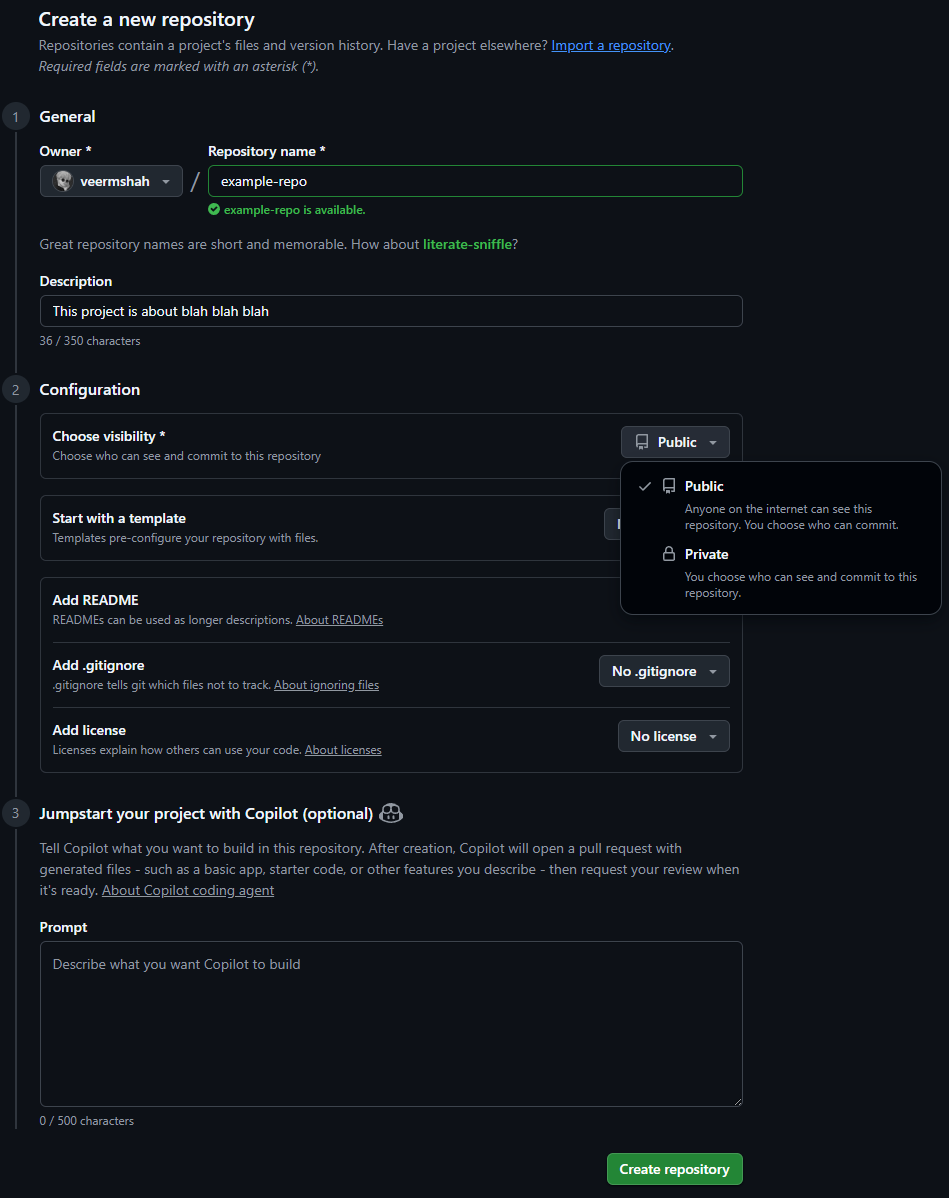 Create a new repository
Repositories contain a project's files and version history. Have a project elsewhere? Import a repository.
Required fields are marked with an asterisk (*).
1
General
Owner *
Repository name *
veermshah
/
example-repo
example-repo is available.
Great repository names are short and memorable. How about literate-sniffle?
Description
This project is about blah blah blah
36 / 350 characters
2
Configuration
Choose visibility *
Choose who can see and commit to this repository
Public
Public
Anyone on the internet can see this
repository. You choose who can commit.
Private
You choose who can see and commit to this
repository.
Start with a template
Templates pre-configure your repository with files.
Add README
READMEs can be used as longer descriptions. About READMEs
Add .gitignore
.gitignore tells git which files not to track. About ignoring files
No .gitignore
Add license
Licenses explain how others can use your code. About licenses
No license
3
Jumpstart your project with Copilot (optional)
Tell Copilot what you want to build in this repository. After creation, Copilot will open a pull request with
generated files - such as a basic app, starter code, or other features you describe - then request your review when
it's ready. About Copilot coding agent
Prompt
Describe what you want Copilot to build
0 / 500 characters
Create repository